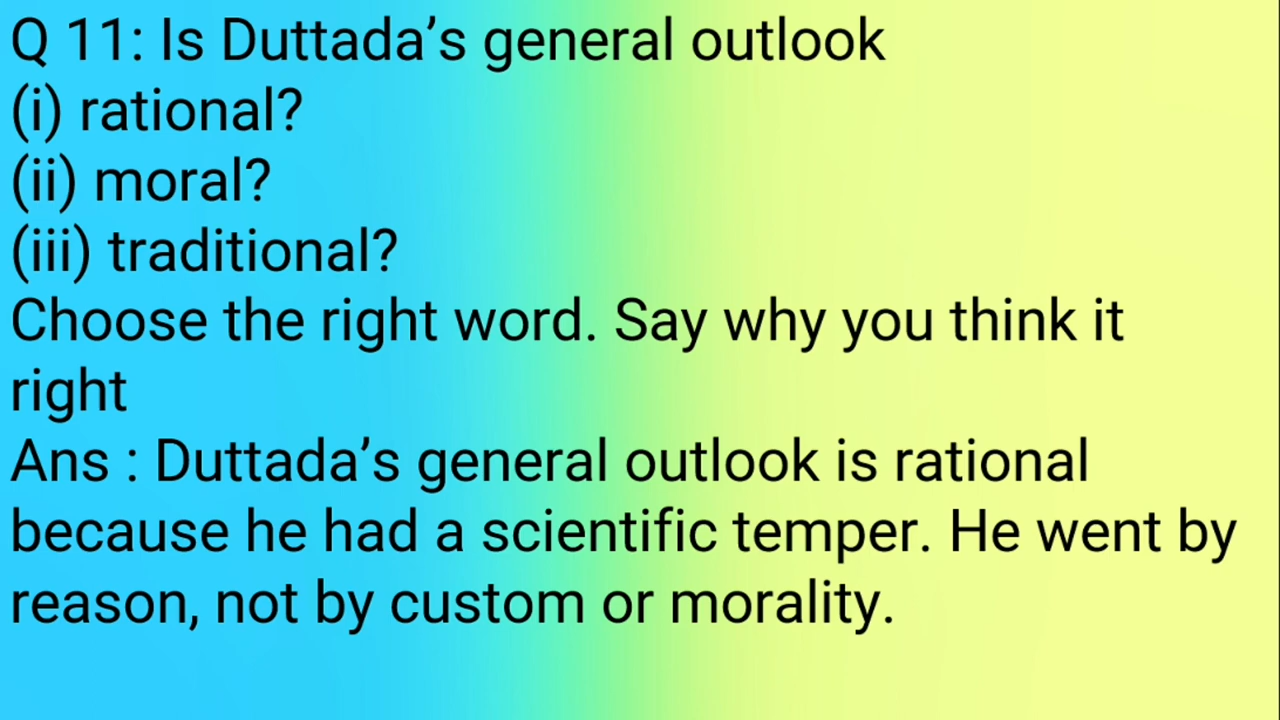 Q 11: Is Duttada’s general outlook
(i) rational?
(ii) moral?
(iii) traditional?
Choose the right word. Say why you think it
right
Ans : Duttada’s general outlook is rational
because he had a scientific temper. He went by
reason, not by custom or morality.